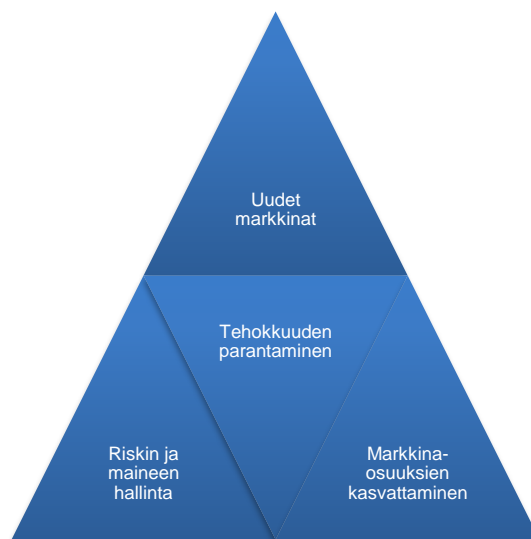 Uudet
markkinat
Tehokkuuden
parantaminen
Riskin ja
maineen
hallinta
Markkina-
osuuksien
kasvattaminen